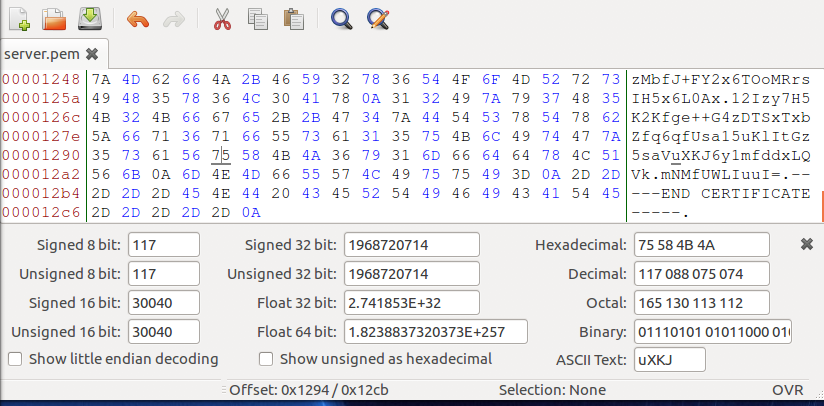 server.pem
00001248 7A 4D 62 66 4A 2B 46 59 32 78 36 54 4F 6F 4D 52 72 73 zMbfJ+FY2x6TOoMRrs
0000125a 49 48 35 78 36 4C 30 41 78 0A 31 32 49 7A 79 37 48 35 IH5x6L0Ax.12Izy7H5
0000126c 4B 32 4B 66 67 65 2B 2B 47 34 7A 44 54 53 78 54 78 62 K2Kfge++G4zDTSxTxb
0000127e 5A 66 71 36 71 66 55 73 61 31 35 75 4B 6C 49 74 47 7A Zfq6qfUsa15uKlItGz
00001290 35 73 61 56 75 58 4B 4A 36 79 31 6D 66 64 64 78 4C 51 5saVuXKJ6y1mfddxLQ
000012a2 56 6B 0A 6D 4E 4D 66 55 57 4C 49 75 75 49 3D 0A 2D 2D Vk.mNMfUWLIuuI=.--
000012b4 2D 2D 2D 45 4E 44 20 43 45 52 54 49 46 49 43 41 54 45 ---END CERTIFICATE
000012c6 2D 2D 2D 2D 2D 0A -----.
Signed 8 bit: 117 Signed 32 bit: 1968720714 Hexadecimal: 75 58 4B 4A
Unsigned 8 bit: 117 Unsigned 32 bit: 1968720714 Decimal: 117 088 075 074
Signed 16 bit: 30040 Float 32 bit: 2.741853E+32 Octal: 165 130 113 112
Unsigned 16 bit: 30040 Float 64 bit: 1.8238837320373E+257 Binary: 01110101 01011000 010
Show little endian decoding Show unsigned as hexadecimal ASCII Text: uXKJ
Offset: 0x1294 / 0x12cb Selection: None OVR